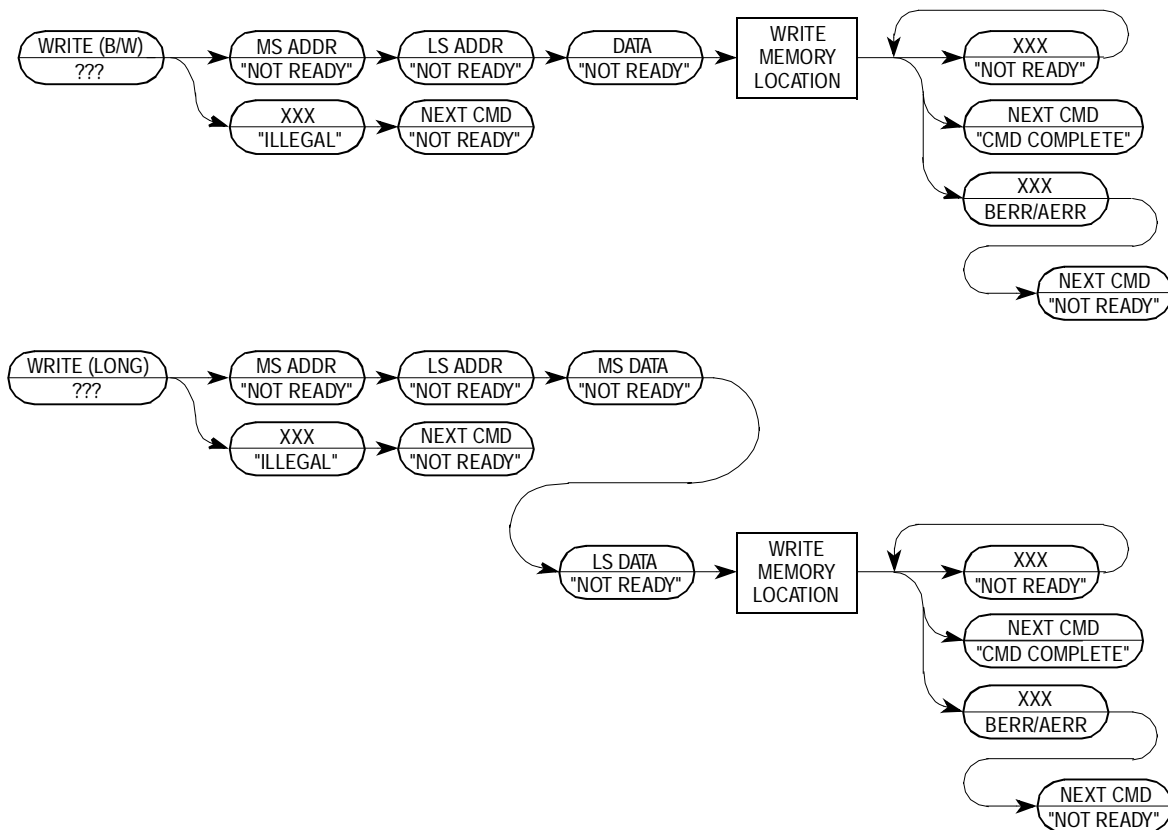 WRITE (B/W)
???
MS ADDR
"NOT READY"
LS ADDR
"NOT READY"
DATA
"NOT READY"
WRITE
MEMORY
LOCATION
XXX
"NOT READY"
XXX
"ILLEGAL"
NEXT CMD
"NOT READY"
NEXT CMD
"CMD COMPLETE"
XXX
BERR/AERR
NEXT CMD
"NOT READY"
WRITE (LONG)
???
MS ADDR
"NOT READY"
LS ADDR
"NOT READY"
MS DATA
"NOT READY"
XXX
"ILLEGAL"
NEXT CMD
"NOT READY"
LS DATA
"NOT READY"
WRITE
MEMORY
LOCATION
XXX
"NOT READY"
NEXT CMD
"CMD COMPLETE"
XXX
BERR/AERR
NEXT CMD
"NOT READY"